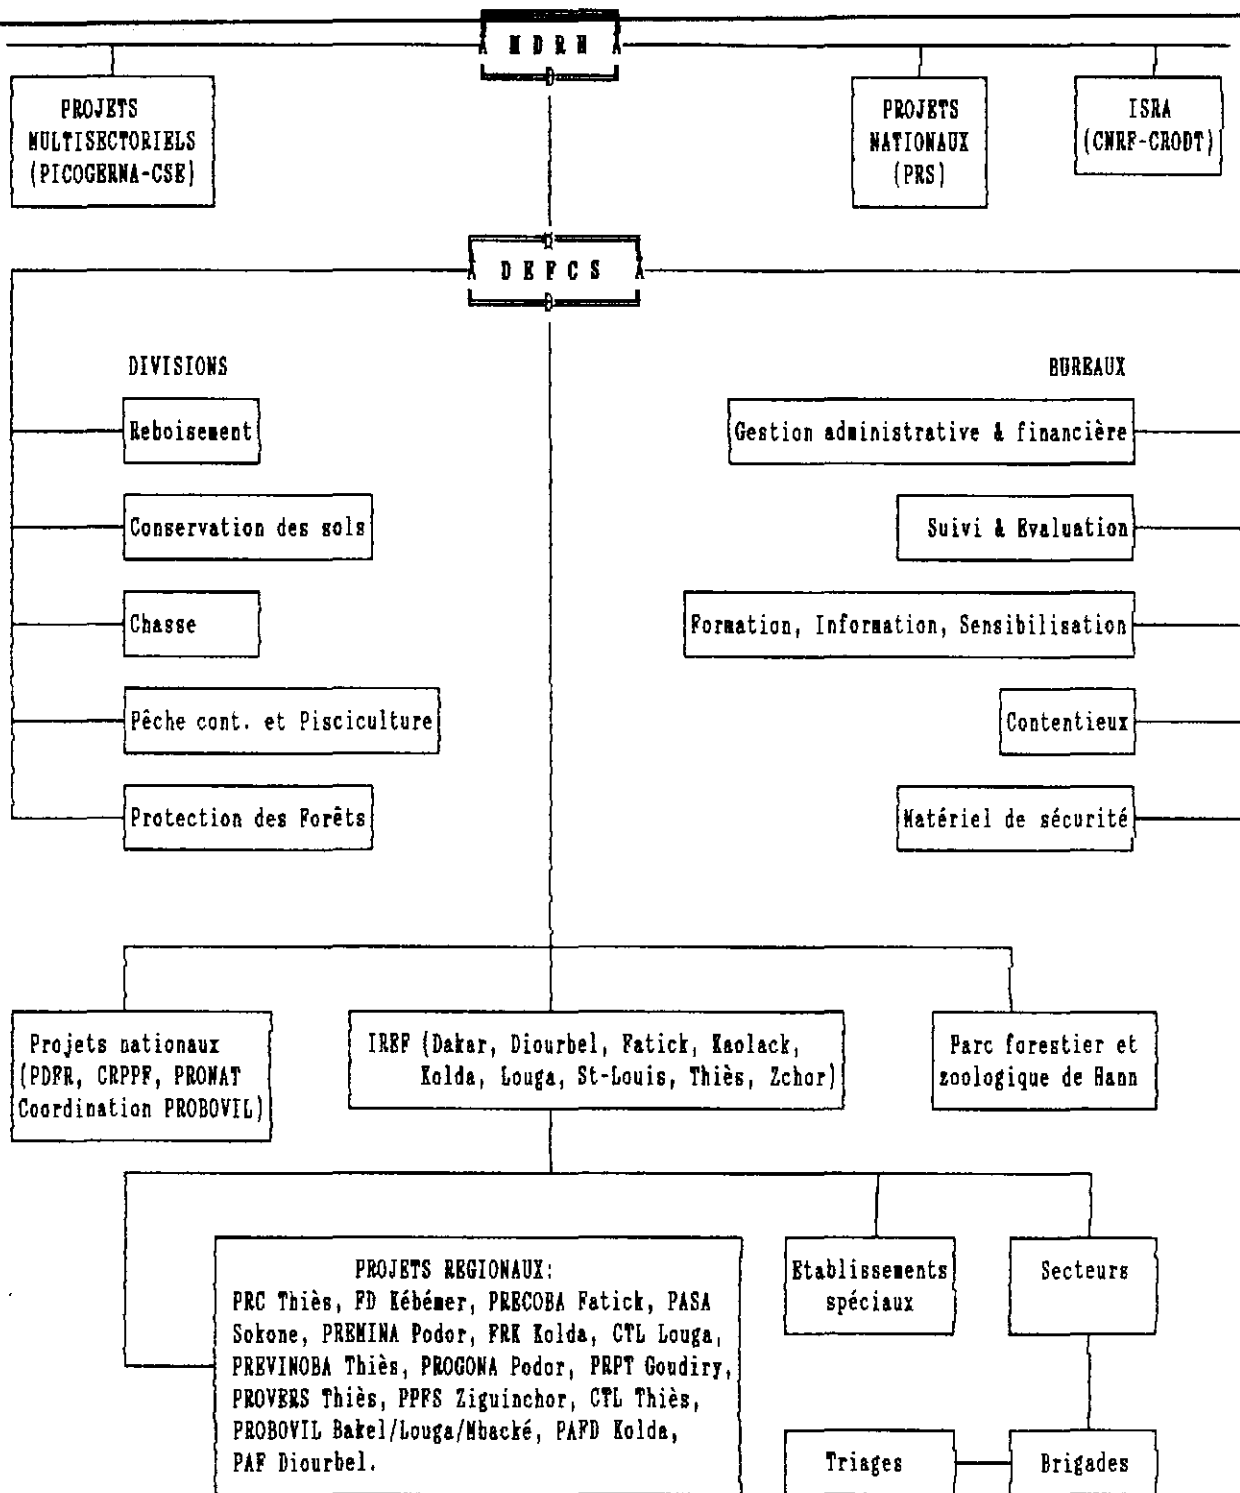 M D R H
PROJETS
MULTISECTORIELS
(PICOGERNA-CSE)
PROJETS
NATIONAUX
(PRS)
ISRA
(CNRF-CRODT)
D E F C S
DIVISIONS
Reboisement
Conservation des sols
Chasse
Pêche cont. et Pisciculture
Protection des Forêts
BUREAUX
Gestion administrative & financière
Suivi & Evaluation
Formation, Information, Sensibilisation
Contentieux
Matériel de sécurité
Projets nationaux
(PDFR, CRPPF, PRONAT
Coordination PROBOVIL)
IREF (Dakar, Diourbel, Fatick, Kaolack,
Kolda, Louga, St-Louis, Thiès, Zchor)
Parc forestier et
zoologique de Hann
PROJETS REGIONAUX:
PRC Thiès, FD Kébémer, PRECOBA Fatick, PASA
Sokone, PREMINA Podor, FRK Kolda, CTL Louga,
PREVINOBA Thiès, PROGONA Podor, PRPT Goudiry,
PROVERS Thiès, PPFS Ziguinchor, CTL Thiès,
PROBOVIL Bakel/Louga/Mbacké, PAFD Kolda,
PAF Diourbel.
Etablissements
spéciaux
Secteurs
Triages
Brigades